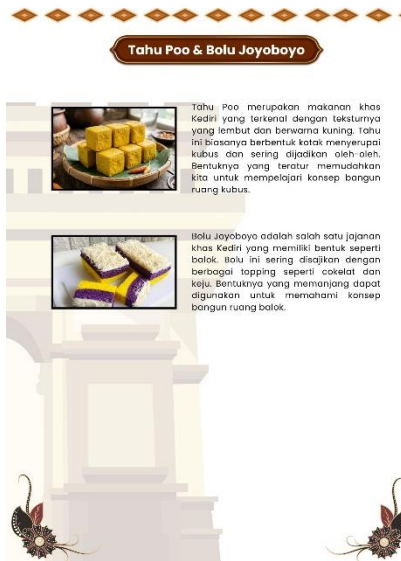 Tahu Poo & Bolu Joyoboyo
Tahu Poo merupakan makanan khas
Kediri yang terkenal dengan teksturnya
yang lembut dan berwarna kuning. Tahu
ini biasanya berbentuk kotak menyerupai
kubus dan sering dijadikan oleh-oleh.
Bentuknya yang teratur memudahkan
kita untuk mempelajari konsep bangun
ruang kubus.
Bolu Joyoboyo adalah salah satu jajanan
khas Kediri yang memiliki bentuk seperti
balok. Bolu ini sering disajikan dengan
berbagai topping seperti cokelat dan
keju. Bentuknya yang memanjang dapat
digunakan untuk memahami konsep
bangun ruang balok.